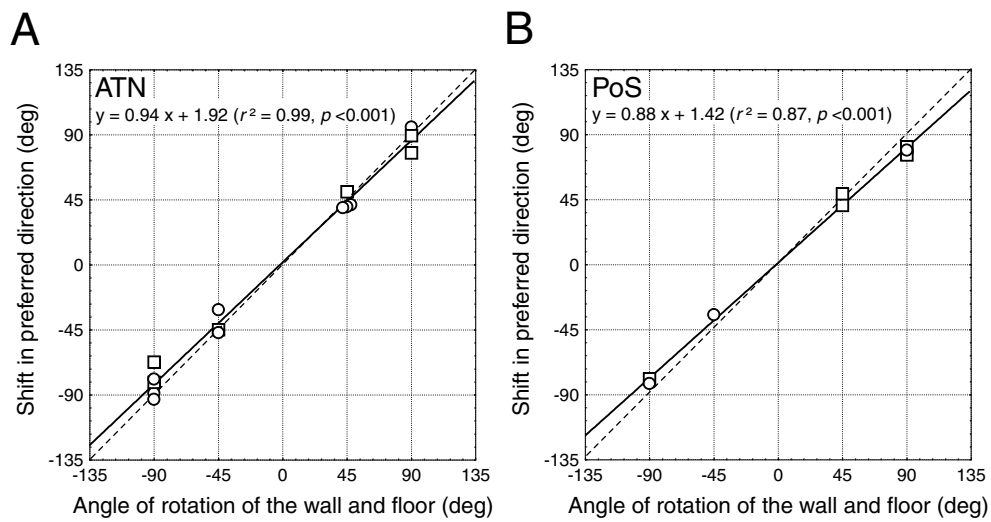 A
ATN
y = 0.94 x + 1.92 (r² = 0.99, p <0.001)
Shift in preferred direction (deg)
135
90
45
0
-45
-90
-135
-135 -90 -45 0 45 90 135
Angle of rotation of the wall and floor (deg)
B
PoS
y = 0.88 x + 1.42 (r² = 0.87, p <0.001)
Shift in preferred direction (deg)
135
90
45
0
-45
-90
-135
-135 -90 -45 0 45 90 135
Angle of rotation of the wall and floor (deg)